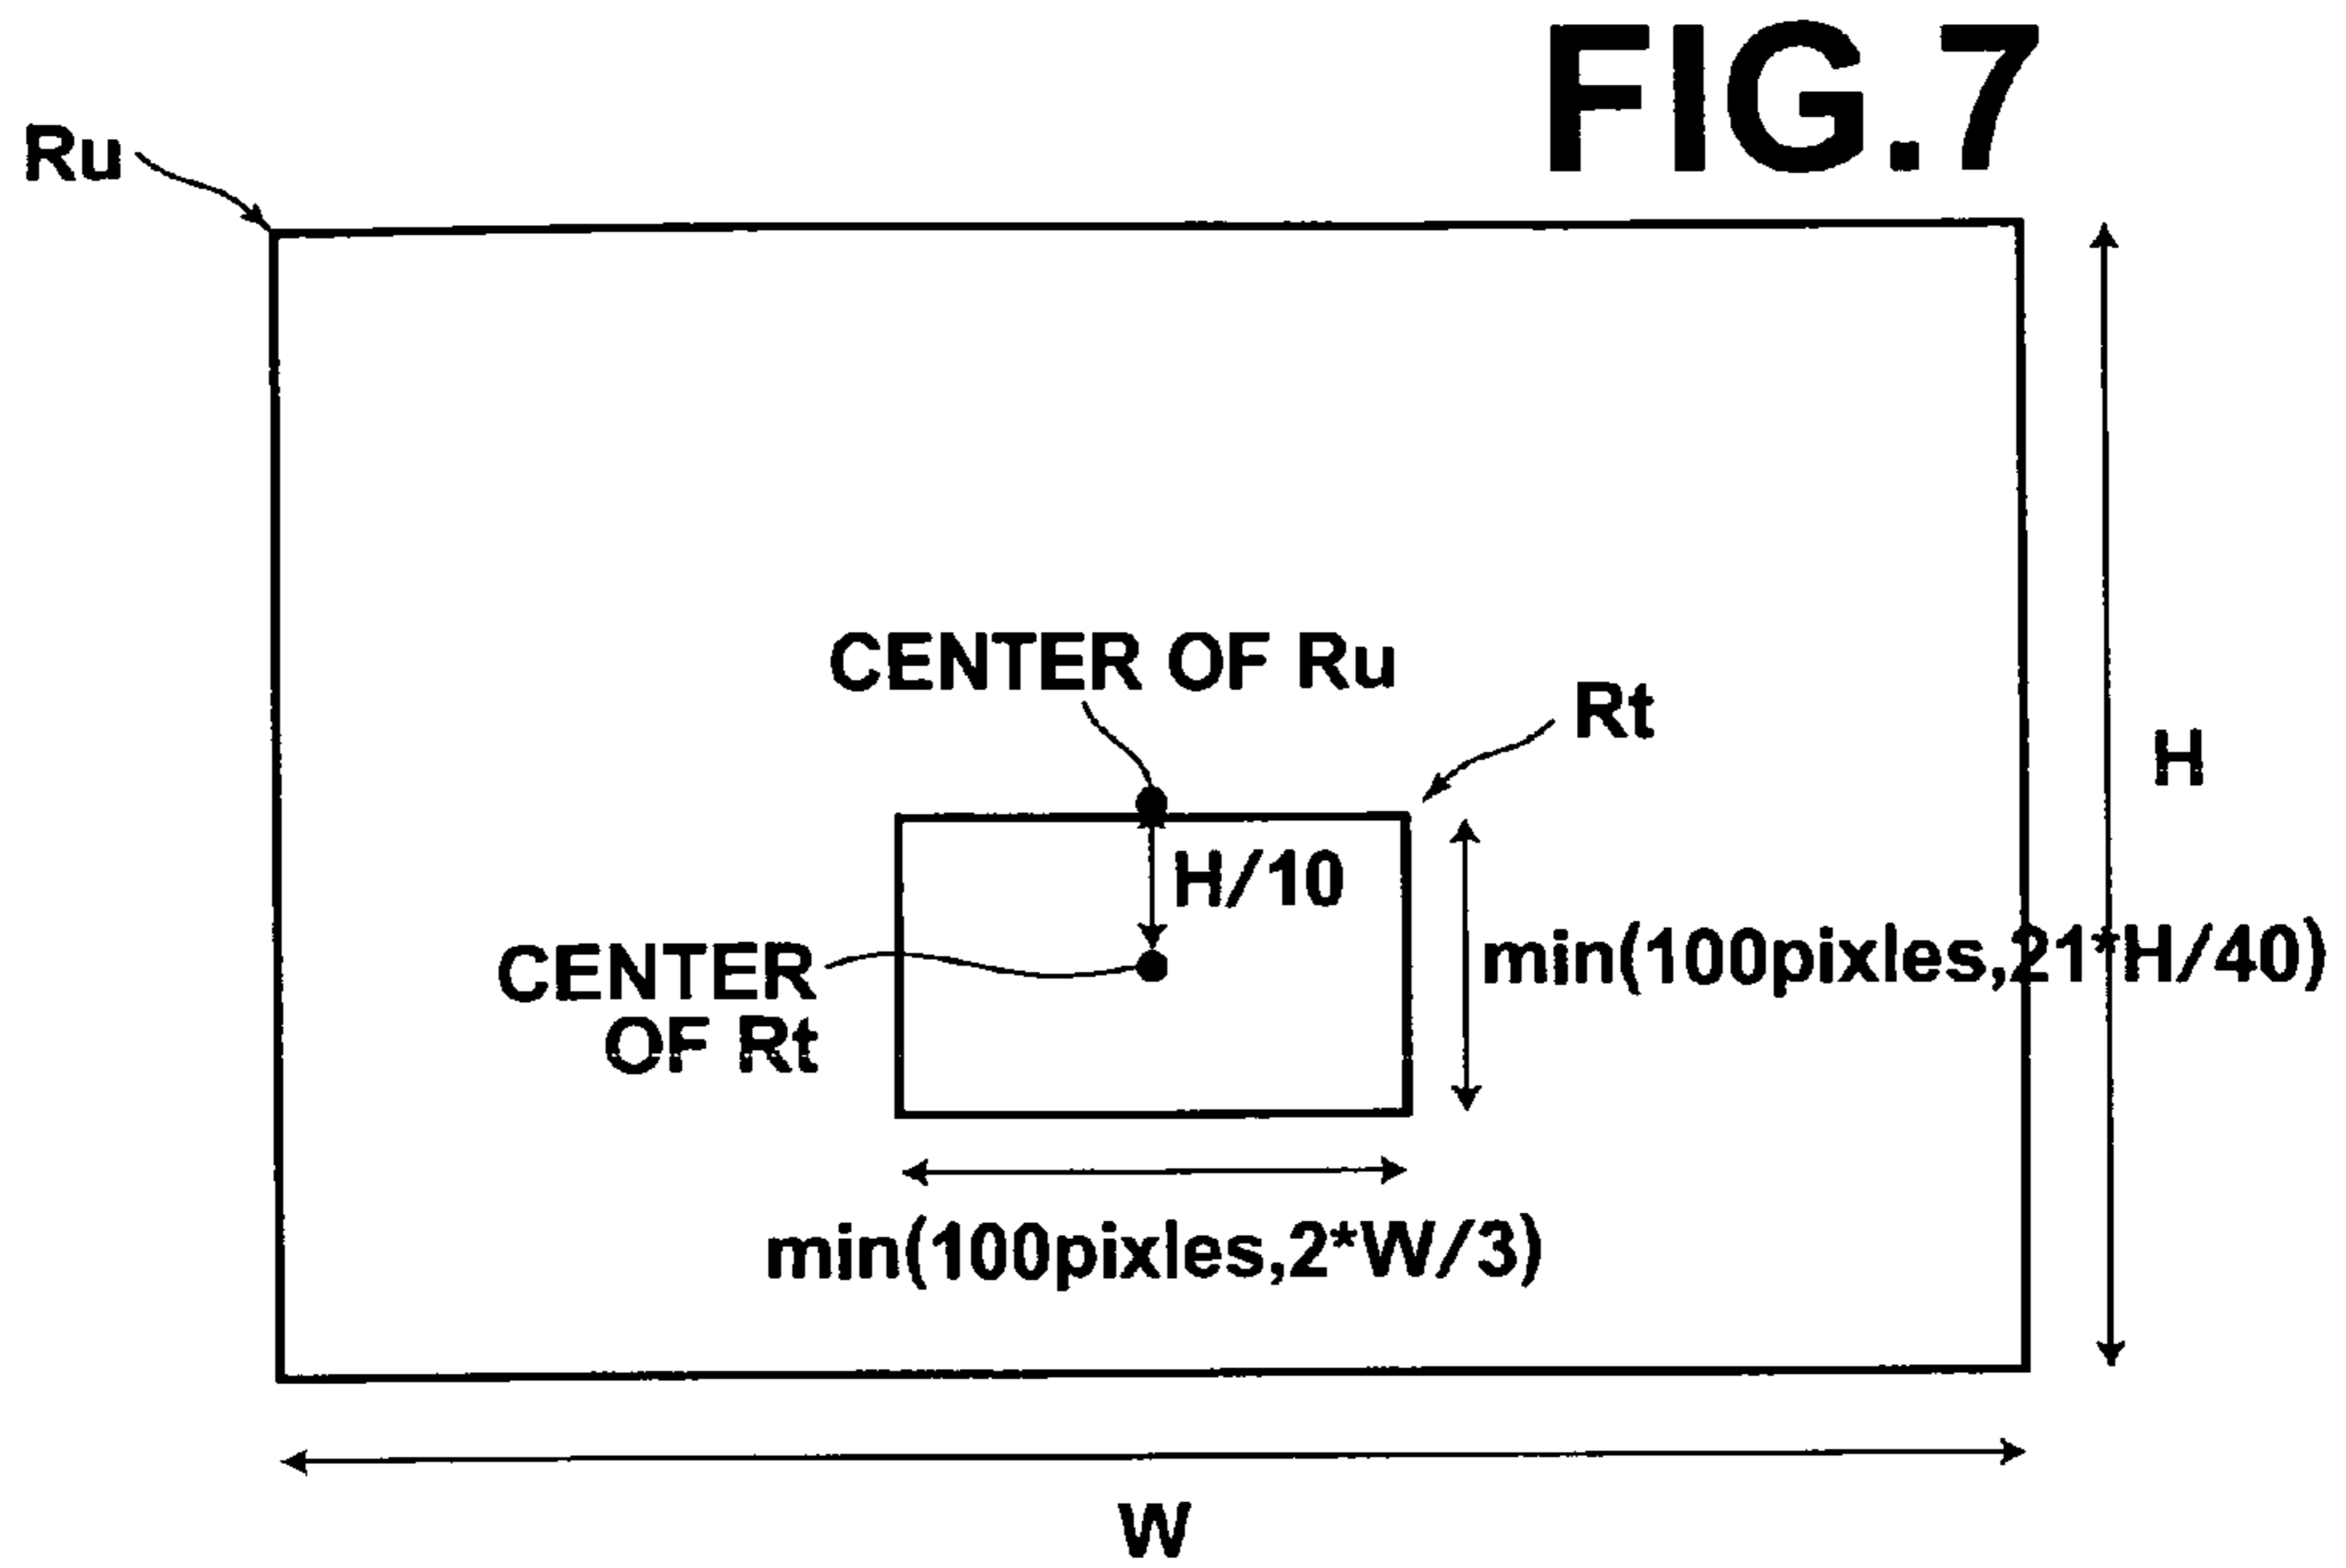 FIG.7
Ru
CENTER OF Ru
Rt
H
H/10
CENTER
OF Rt
min(100pixles,21*H/40)
min(100pixles,2*W/3)
W